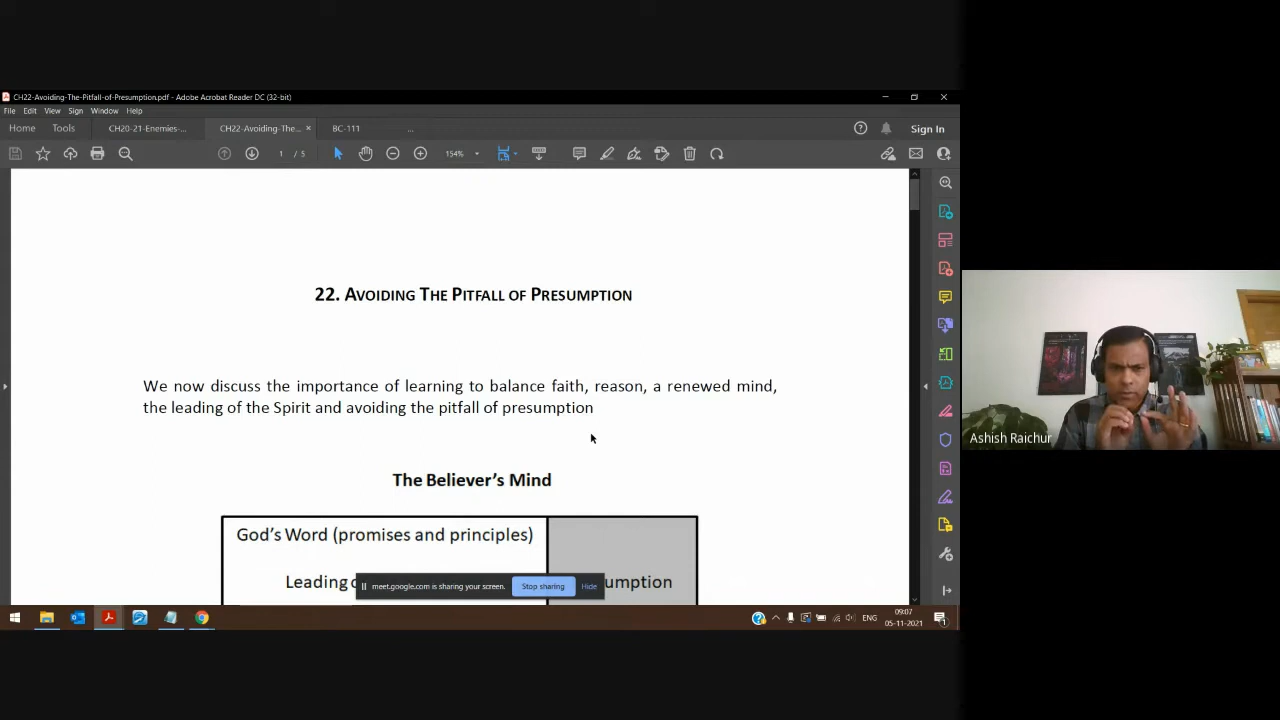 CH22-Avoiding-The-Pitfall-of-Presumption.pdf - Adobe Acrobat Reader DC (32-bit)
File Edit View Sign Window Help
Home Tools CH20-21-Enemies-... CH22-Avoiding-The... × BC-111 ... Sign In
1 / 5 154%
22. AVOIDING THE PITFALL OF PRESUMPTION
We now discuss the importance of learning to balance faith, reason, a renewed mind,
the leading of the Spirit and avoiding the pitfall of presumption
The Believer's Mind
God's Word (promises and principles)
Leading umption
meet.google.com is sharing your screen. Stop sharing Hide
Ashish Raichur
ENG 09:07
05-11-2021